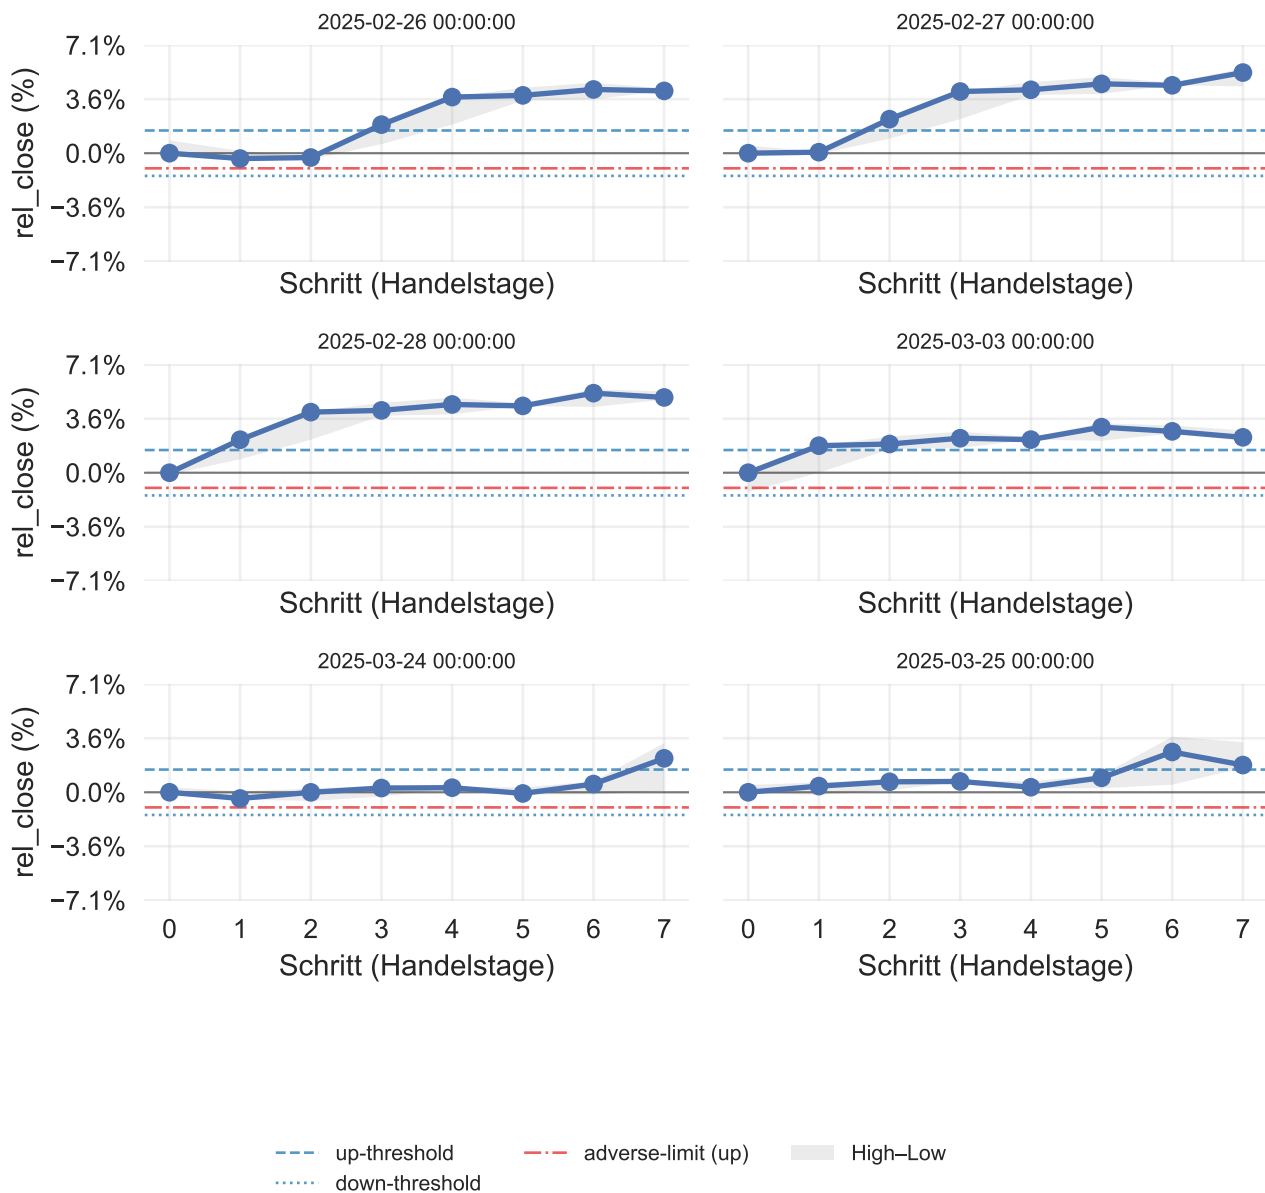 2025-02-26 00:00:00
2025-02-27 00:00:00
rel_close (%)
7.1%
3.6%
0.0%
−3.6%
−7.1%
Schritt (Handelstage)
Schritt (Handelstage)
2025-02-28 00:00:00
2025-03-03 00:00:00
rel_close (%)
7.1%
3.6%
0.0%
−3.6%
−7.1%
Schritt (Handelstage)
Schritt (Handelstage)
2025-03-24 00:00:00
2025-03-25 00:00:00
rel_close (%)
7.1%
3.6%
0.0%
−3.6%
−7.1%
0 1 2 3 4 5 6 7
0 1 2 3 4 5 6 7
Schritt (Handelstage)
Schritt (Handelstage)
up-threshold
adverse-limit (up)
High–Low
down-threshold